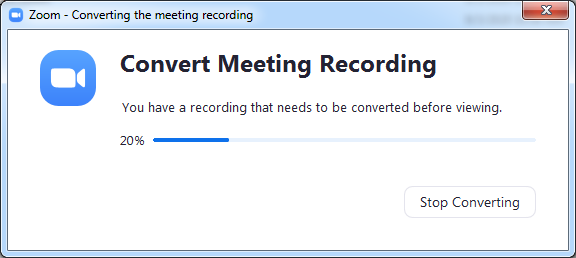 Zoom - Converting the meeting recording
Convert Meeting Recording
You have a recording that needs to be converted before viewing.
20%
Stop Converting